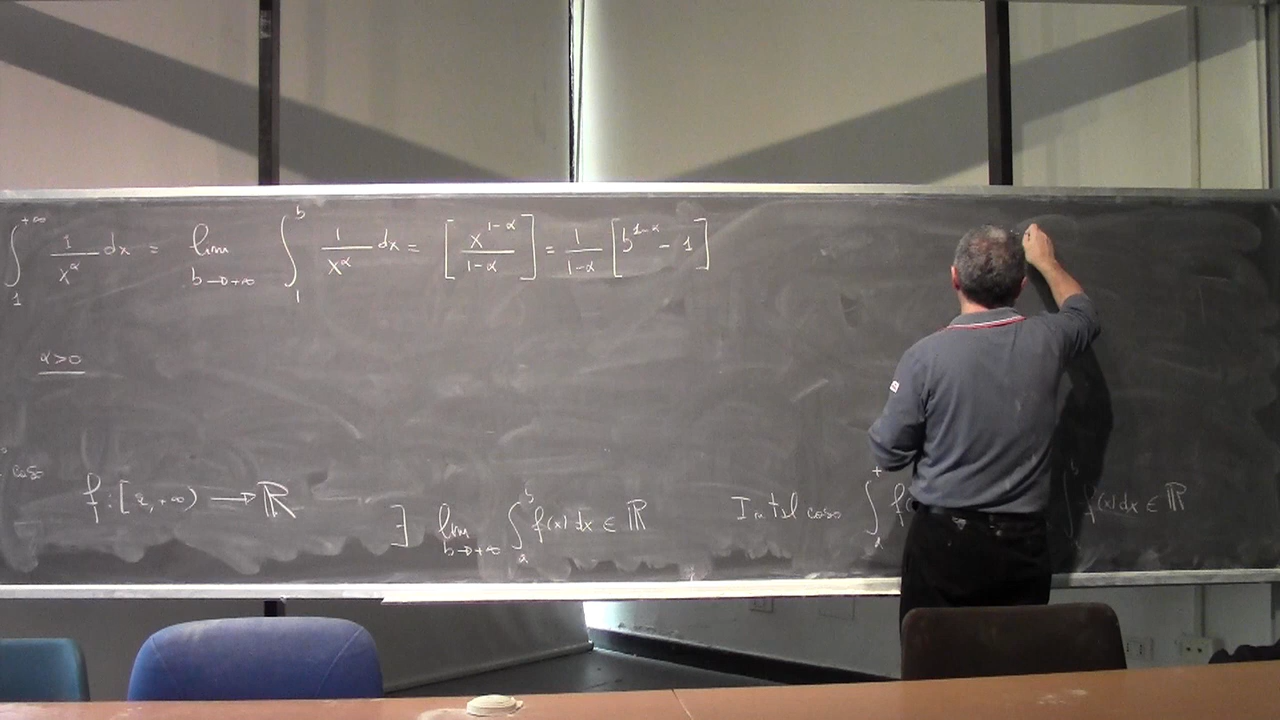 ∫₁^{+∞} 1/x^α dx = lim_{b→+∞} ∫₁^b 1/x^α dx = [x^{1-α}/(1-α)] = 1/(1-α) [b^{1-α} - 1]
α>0
caso
f : [a, +∞) → ℝ
∃ lim_{b→+∞} ∫ₐ^b f(x) dx ∈ ℝ In tal caso ∫ₐ^+ f( ∫^b f(x) dx ∈ ℝ